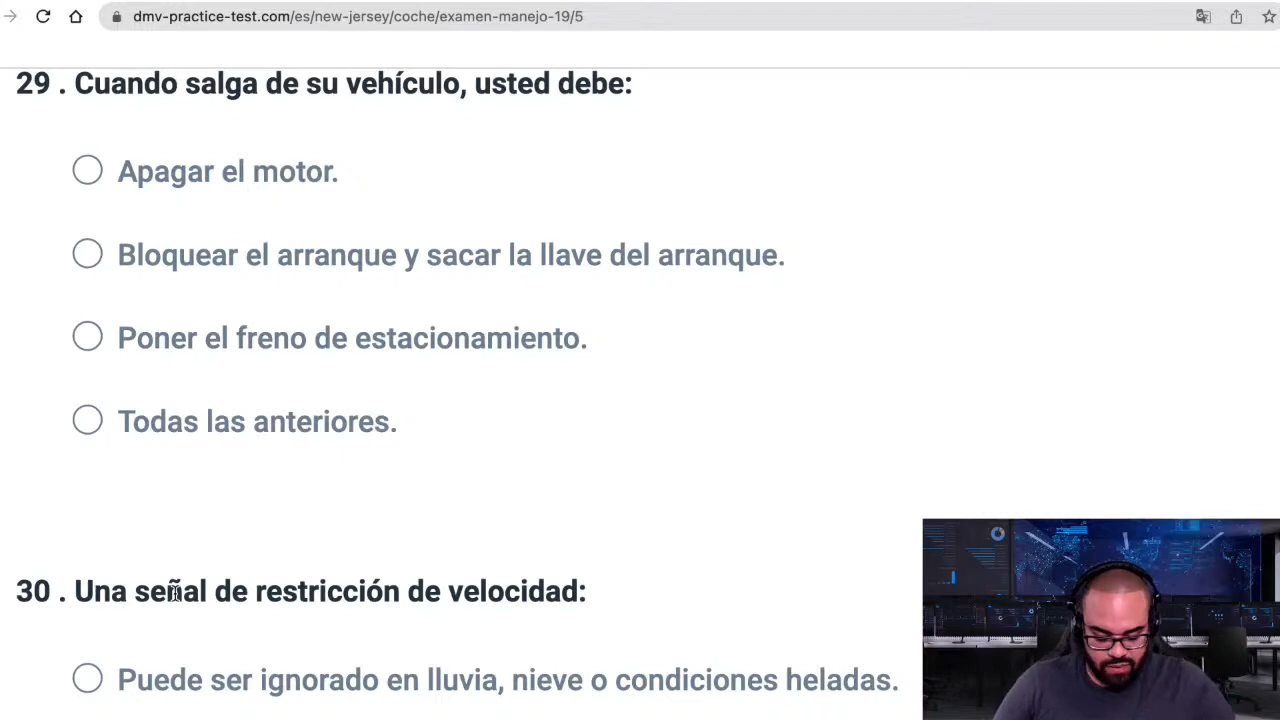 dmv-practice-test.com/es/new-jersey/coche/examen-manejo-19/5
29 . Cuando salga de su vehículo, usted debe:
Apagar el motor.
Bloquear el arranque y sacar la llave del arranque.
Poner el freno de estacionamiento.
Todas las anteriores.
30 . Una señal de restricción de velocidad:
Puede ser ignorado en lluvia, nieve o condiciones heladas.